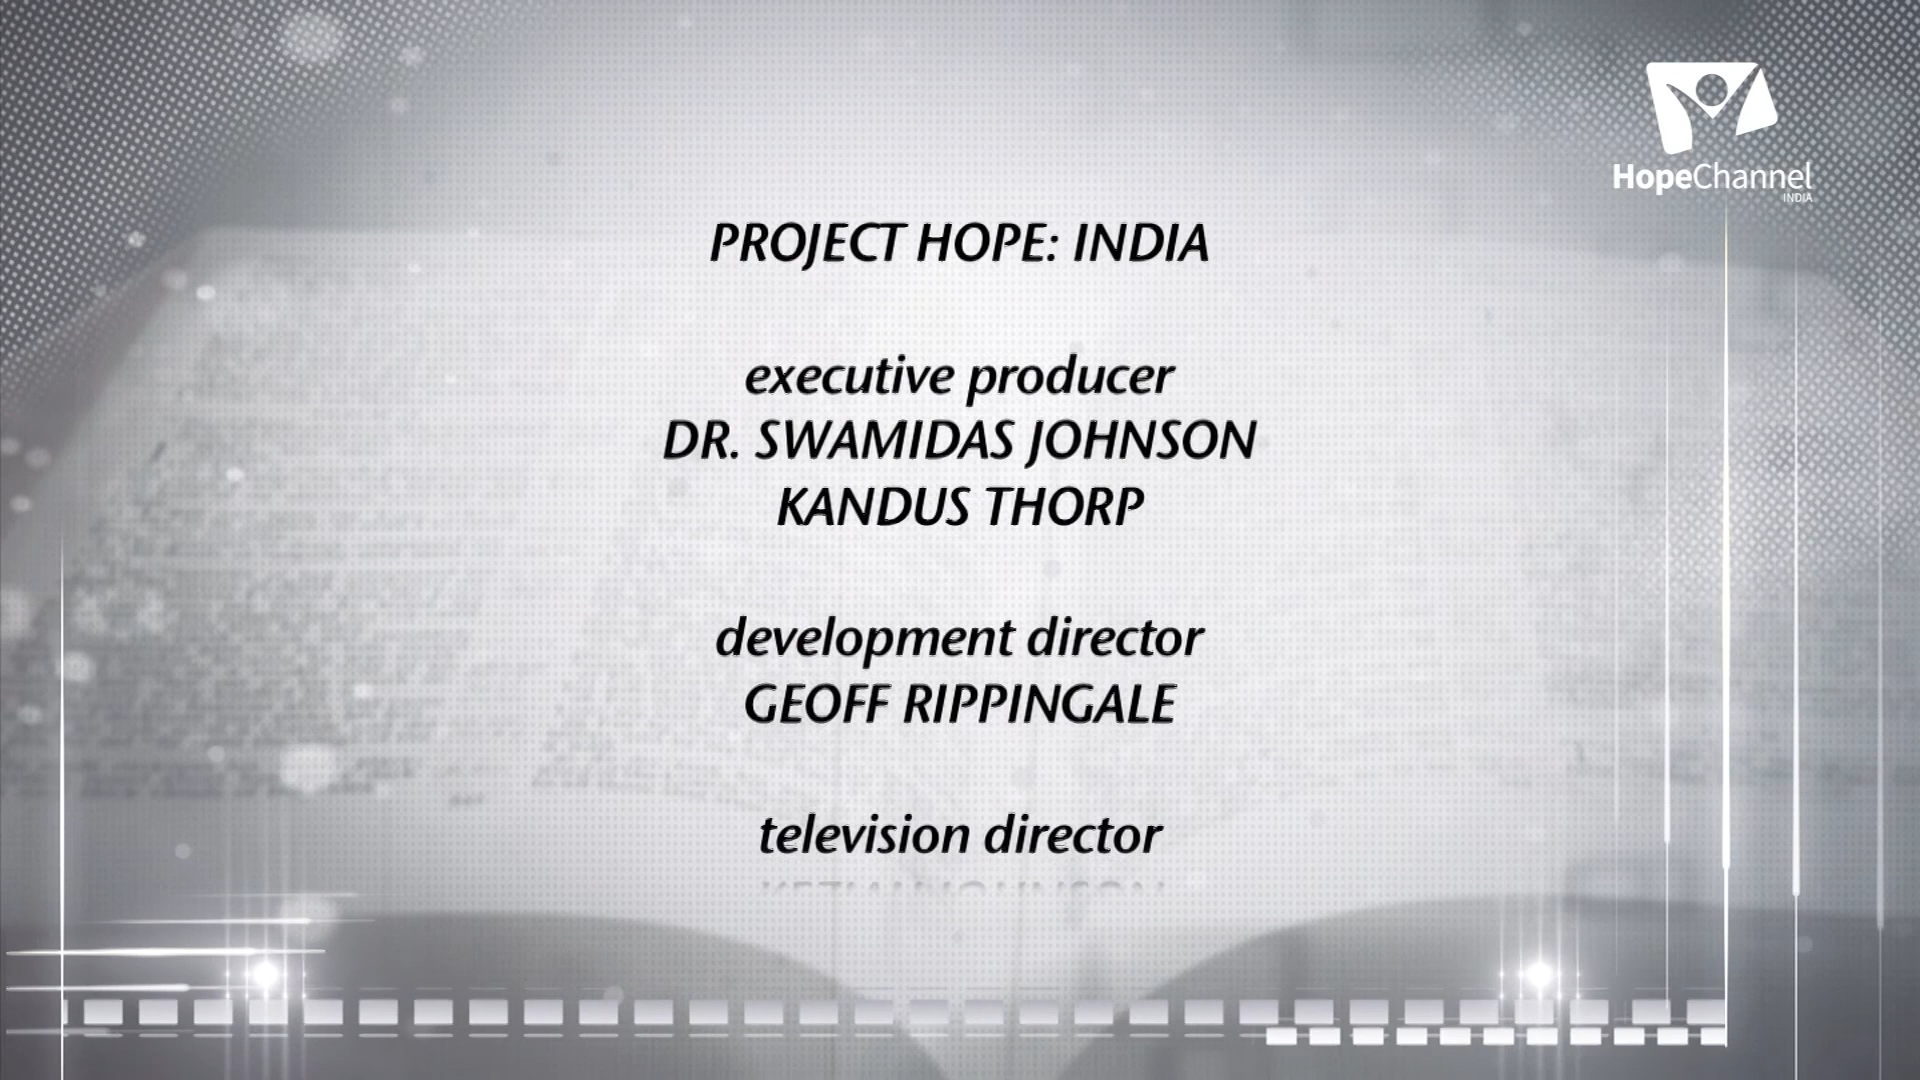 HopeChannel
INDIA
PROJECT HOPE: INDIA
executive producer
DR. SWAMIDAS JOHNSON
KANDUS THORP
development director
GEOFF RIPPINGALE
television director